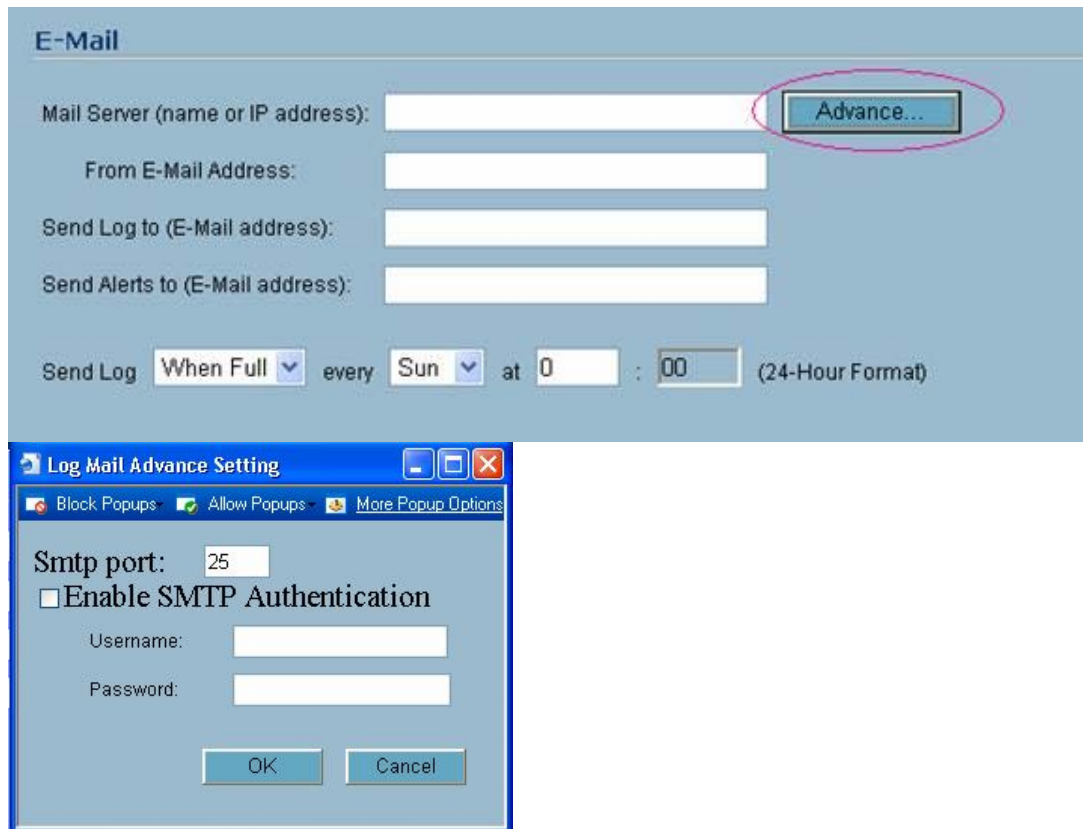 E-Mail
Mail Server (name or IP address): Advance...
From E-Mail Address:
Send Log to (E-Mail address):
Send Alerts to (E-Mail address):
Send Log When Full every Sun at 0 : 00 (24-Hour Format)
Log Mail Advance Setting
Block Popups Allow Popups More Popup Options
Smtp port: 25
Enable SMTP Authentication
Username:
Password:
OK Cancel